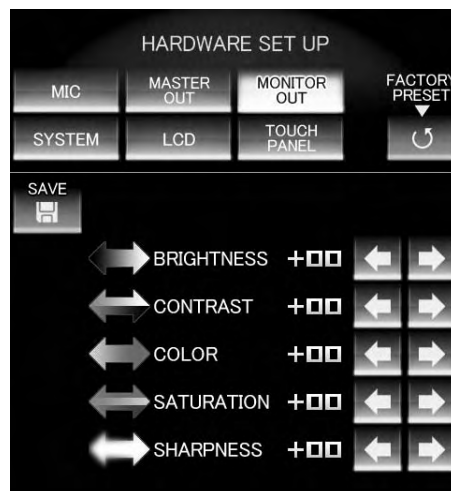 HARDWARE SET UP
MIC
MASTER
OUT
MONITOR
OUT
FACTORY
PRESET
SYSTEM
LCD
TOUCH
PANEL
SAVE
BRIGHTNESS +00
CONTRAST +00
COLOR +00
SATURATION +00
SHARPNESS +00